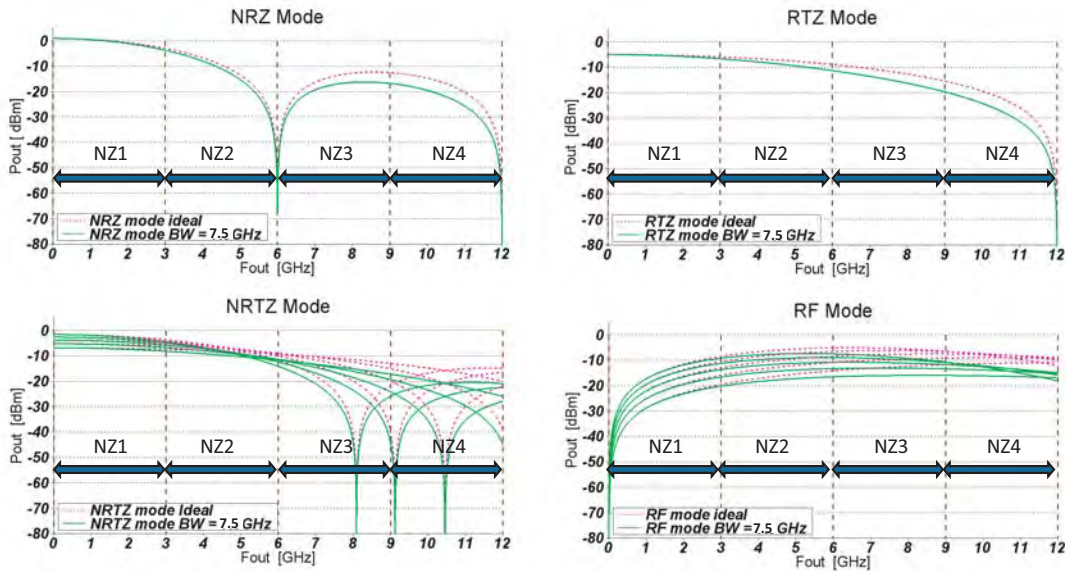 NRZ Mode
Pout [ dBm]
0
-10
-20
-30
-40
-50
-60
-70
-80
NZ1 NZ2 NZ3 NZ4
NRZ mode ideal
NRZ mode BW = 7.5 GHz
0 1 2 3 4 5 6 7 8 9 10 11 12
Fout [GHz]
RTZ Mode
Pout [ dBm]
0
-10
-20
-30
-40
-50
-60
-70
-80
NZ1 NZ2 NZ3 NZ4
RTZ mode ideal
RTZ mode BW = 7.5 GHz
0 1 2 3 4 5 6 7 8 9 10 11 12
Fout [GHz]
NRTZ Mode
Pout [dBm]
0
-10
-20
-30
-40
-50
-60
-70
-80
NZ1 NZ2 NZ3 NZ4
NRTZ mode Ideal
NRTZ mode BW = 7.5 GHz
0 1 2 3 4 5 6 7 8 9 10 11 12
Fout [GHz]
RF Mode
Pout [dBm]
0
-10
-20
-30
-40
-50
-60
-70
-80
NZ1 NZ2 NZ3 NZ4
RF mode ideal
RF mode BW = 7.5 GHz
0 1 2 3 4 5 6 7 8 9 10 11 12
Fout [GHz]